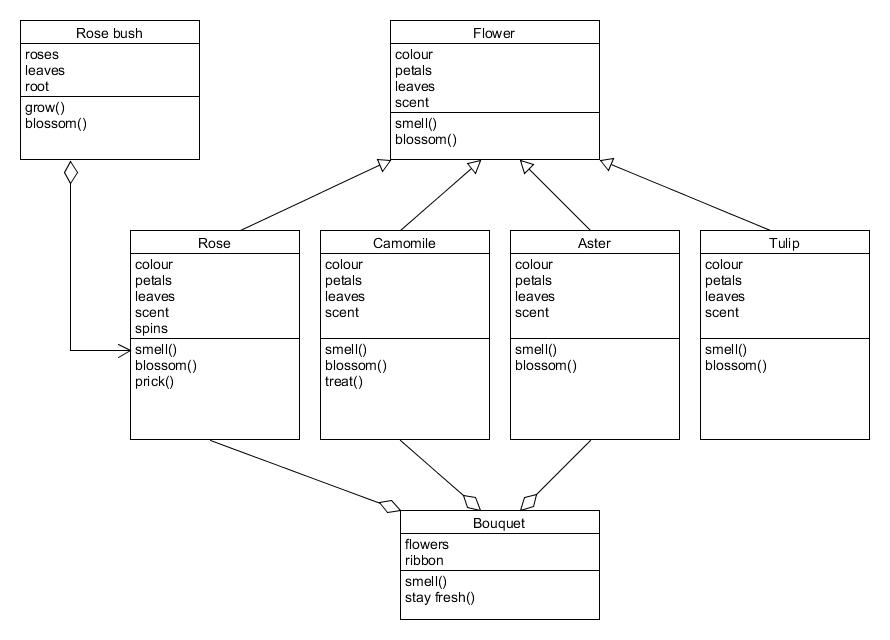 Rose bush
roses
leaves
root
grow()
blossom()
Flower
colour
petals
leaves
scent
smell()
blossom()
Rose
colour
petals
leaves
scent
spins
smell()
blossom()
prick()
Camomile
colour
petals
leaves
scent
smell()
blossom()
treat()
Aster
colour
petals
leaves
scent
smell()
blossom()
Tulip
colour
petals
leaves
scent
smell()
blossom()
Bouquet
flowers
ribbon
smell()
stay fresh()